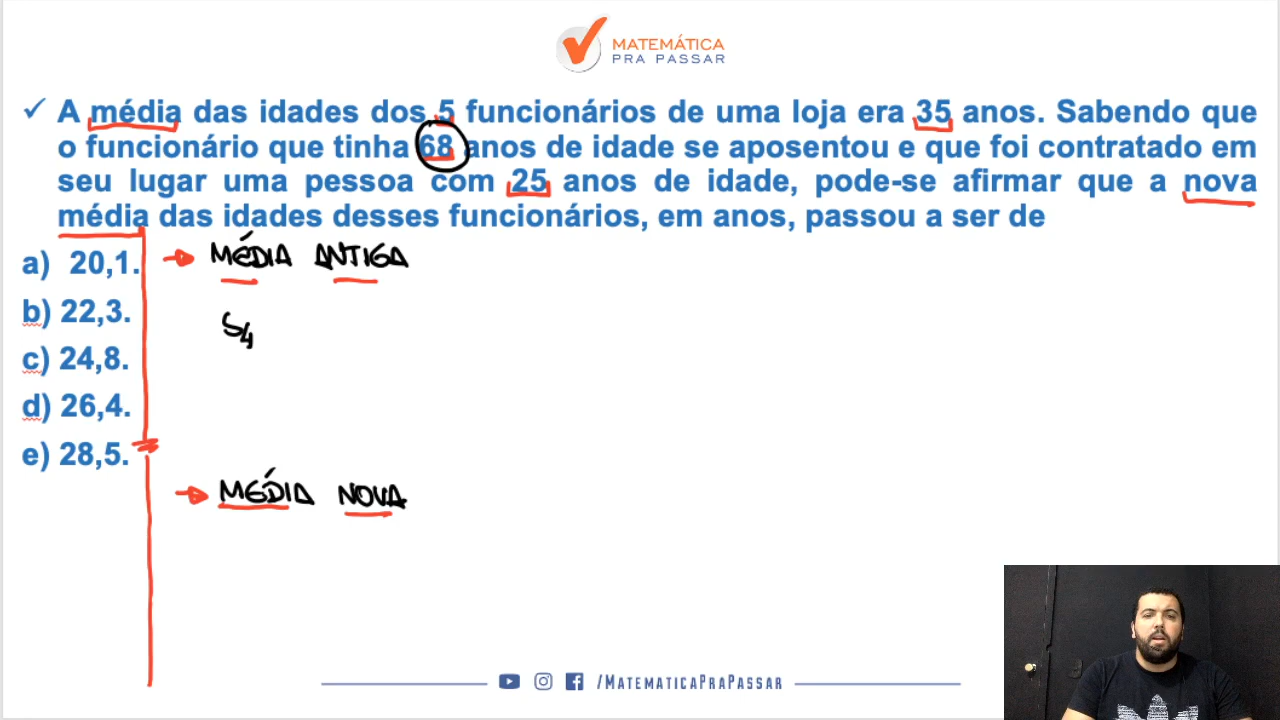 MATEMÁTICA
PRA PASSAR
✓ A média das idades dos 5 funcionários de uma loja era 35 anos. Sabendo que
o funcionário que tinha 68 anos de idade se aposentou e que foi contratado em
seu lugar uma pessoa com 25 anos de idade, pode-se afirmar que a nova
média das idades desses funcionários, em anos, passou a ser de
a) 20,1.
→ MÉDIA ANTIGA
b) 22,3.
S4
c) 24,8.
d) 26,4.
e) 28,5.
→ MÉDIA NOVA
/MATEMATICAPRAPASSAR